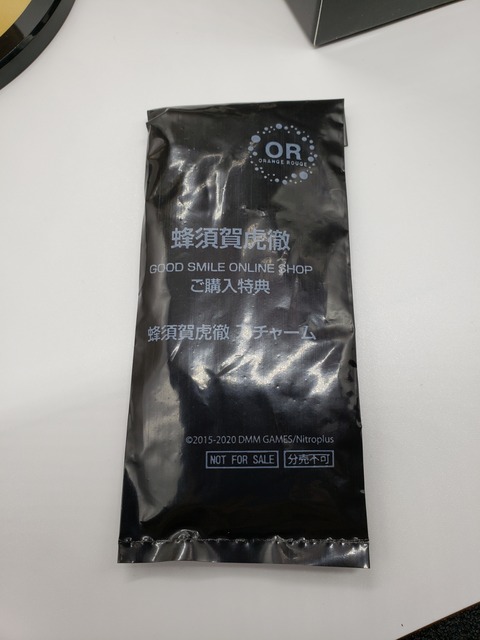 OR
ORANGE ROUGE
蜂須賀虎徹
GOOD SMILE ONLINE SHOP
ご購入特典
蜂須賀虎徹 スチャーム
©2015-2020 DMM GAMES/Nitroplus
NOT FOR SALE
分売不可